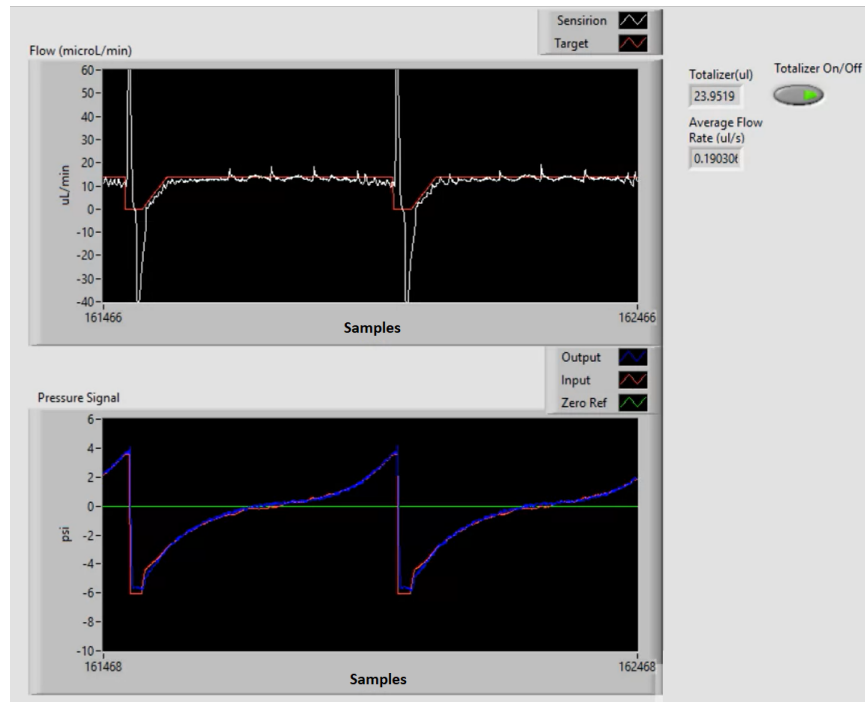 Sensirion
Target
Flow (microL/min)
60
50
40
30
20
10
0
-10
-20
-30
-40
uL/min
161466
162466
Samples
Totalizer(ul)
23.9519
Totalizer On/Off
Average Flow
Rate (ul/s)
0.19030
Output
Input
Zero Ref
Pressure Signal
6
4
2
0
-2
-4
-6
-8
-10
psi
161468
162468
Samples